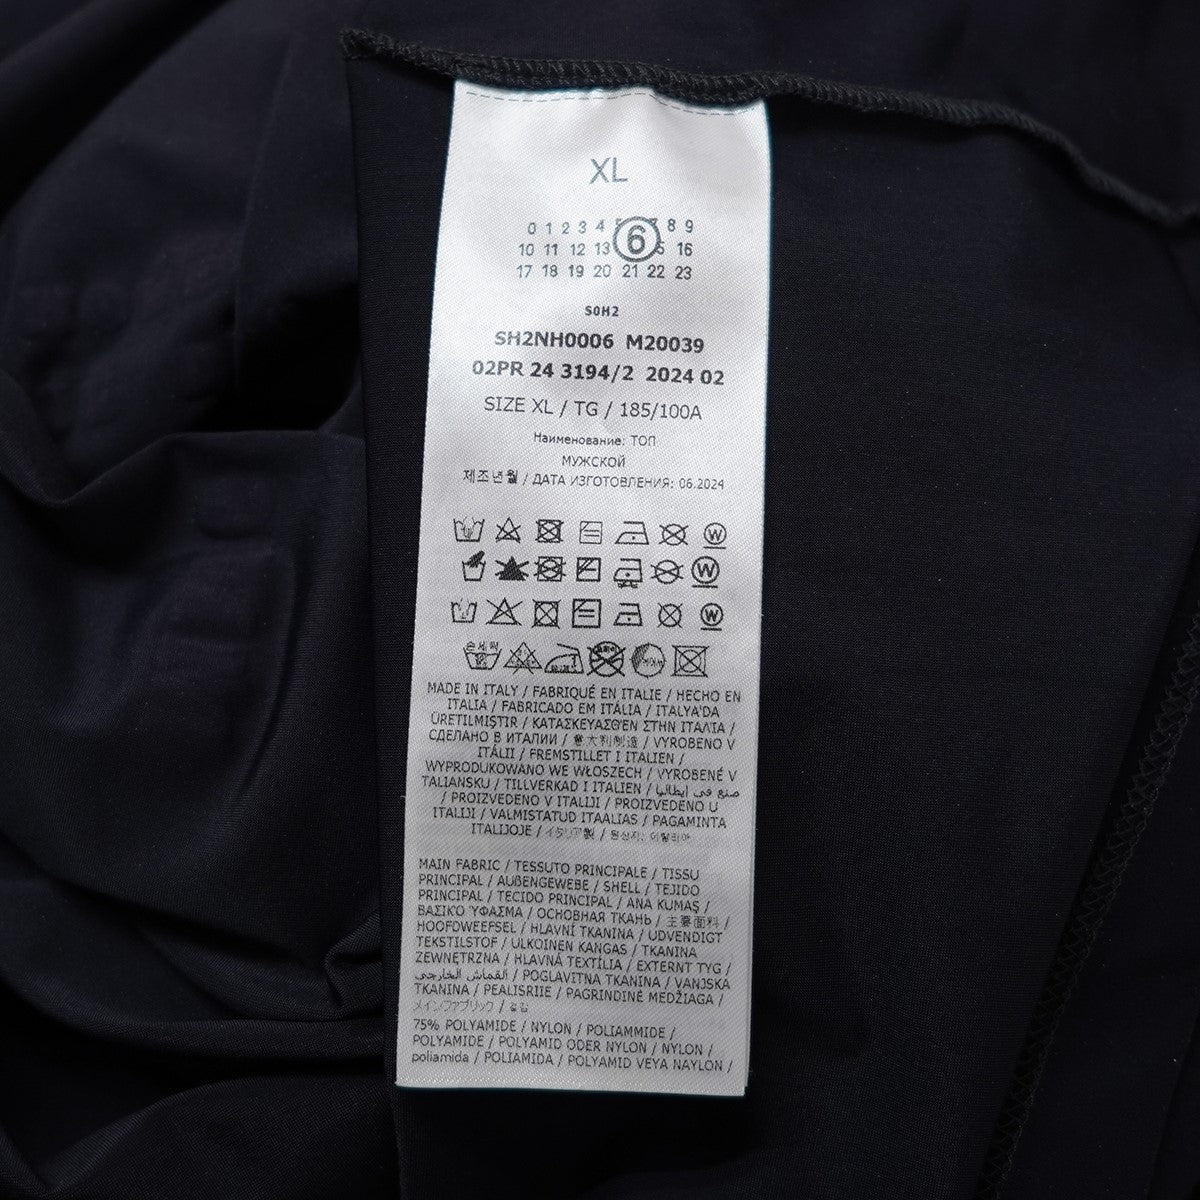 XL
0 1 2 3 4 8 9
10 11 12 13 6 16
17 18 19 20 21 22 23
S0H2
SH2NH0006 M20039
02PR 24 3194/2 2024 02
SIZE XL / TG / 185/100A
Наименование: ТОП
МУЖСКОЙ
제조년월 / ДАТА ИЗГОТОВЛЕНИЯ: 06.2024
W
W
W
손세탁
MADE IN ITALY / FABRIQUÉ EN ITALIE / HECHO EN
ITALIA / FABRICADO EM ITÁLIA / ITALYA'DA
ÜRETILMIŞTIR / ΚΑΤΑΣΚΕΥΑΣΘΕΝ ΣΤΗΝ ΙΤΑΛΙΑ /
СДЕЛАНО В ИТАЛИИ / 意大利制造 / VYROBENO V
ITÁLII / FREMSTILLET I ITALIEN /
WYPRODUKOWANO WE WŁOSZECH / VYROBENÉ V
TALIANSKU / TILLVERKAD I ITALIEN / صنع في إيطاليا
/ PROIZVEDENO V ITALIJI / PROIZVEDENO U
ITALIJI / VALMISTATUD ITAALIAS / PAGAMINTA
ITALIJOJE / イタリア製 / 원산지: 이탈리아
MAIN FABRIC / TESSUTO PRINCIPALE / TISSU
PRINCIPAL / AUßENGEWEBE / SHELL / TEJIDO
PRINCIPAL / TECIDO PRINCIPAL / ANA KUMAŞ /
ΒΑΣΙΚΌ ΎΦΑΣΜΑ / ОСНОВНАЯ ТКАНЬ / 主要面料 /
HOOFDWEEFSEL / HLAVNÍ TKANINA / UDVENDIGT
TEKSTILSTOF / ULKOINEN KANGAS / TKANINA
ZEWNĘTRZNA / HLAVNÁ TEXTÍLIA / EXTERNT TYG /
القماش الخارجي / POGLAVITNA TKANINA / VANJSKA
TKANINA / PEALISRIIE / PAGRINDINĖ MEDŽIAGA /
メインファブリック / 겉감
75% POLYAMIDE / NYLON / POLIAMMIDE /
POLYAMIDE / POLYAMID ODER NYLON / NYLON /
poliamida / POLIAMIDA / POLYAMID VEYA NAYLON /